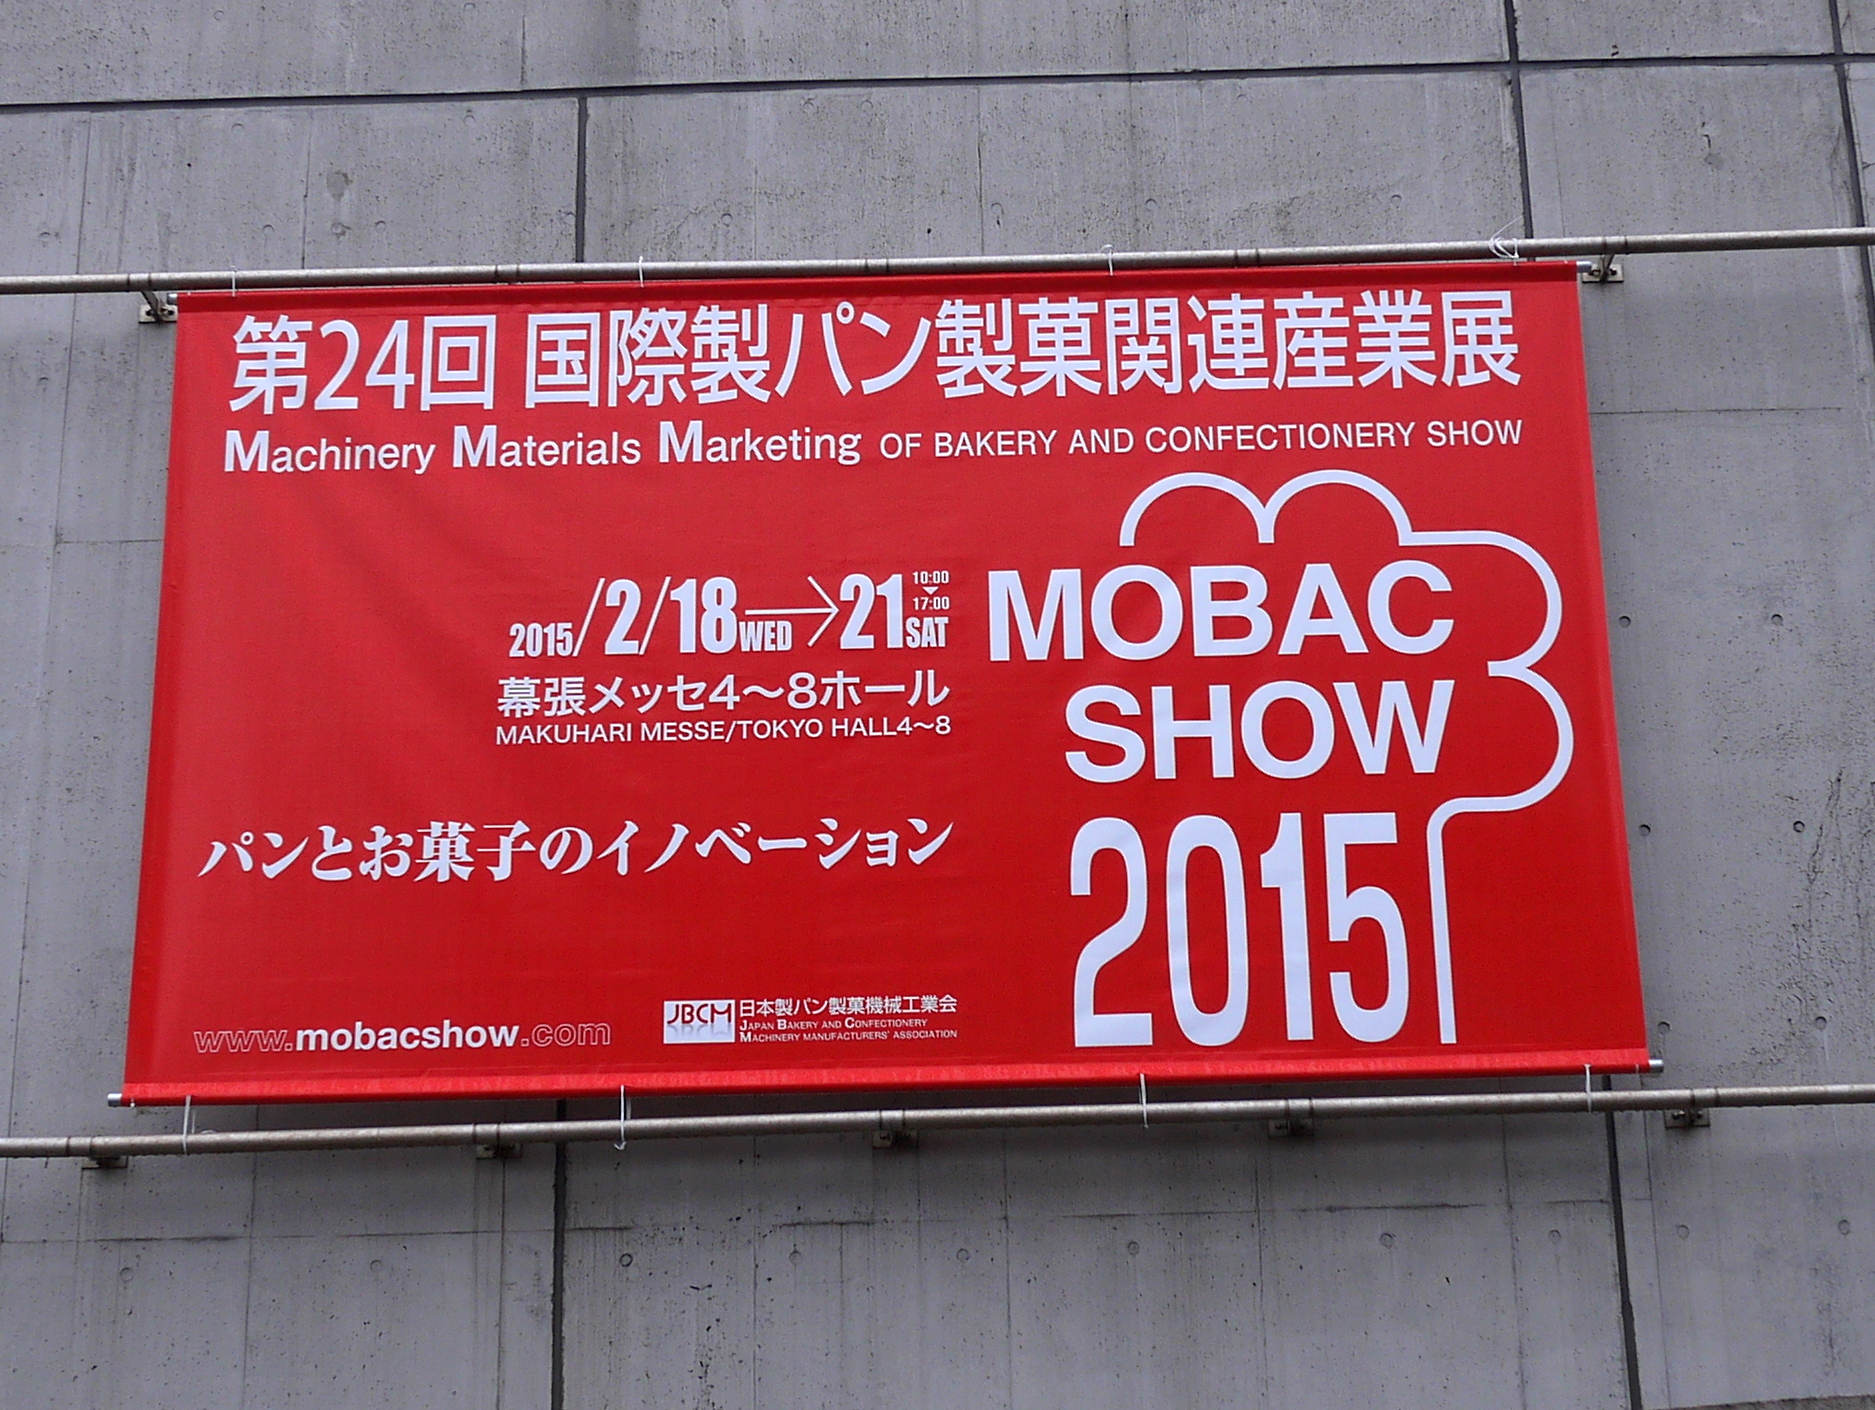 第24回 国際製パン製菓関連産業展
Machinery Materials Marketing OF BAKERY AND CONFECTIONERY SHOW
2015/2/18WED→21SAT 10:00▼17:00
幕張メッセ4〜8ホール
MAKUHARI MESSE/TOKYO HALL4〜8
MOBAC
SHOW
2015
パンとお菓子のイノベーション
www.mobacshow.com
JBCM 日本製パン製菓機械工業会
JAPAN BAKERY AND CONFECTIONERY
MACHINERY MANUFACTURERS' ASSOCIATION